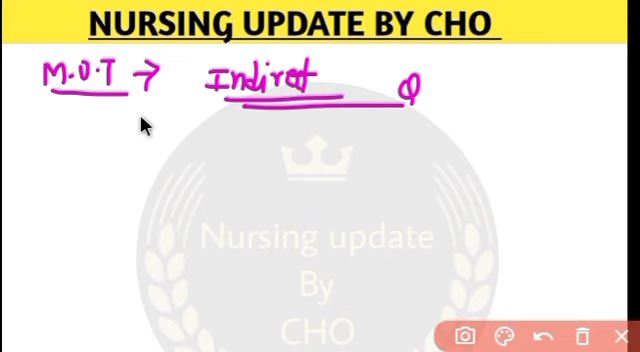 NURSING UPDATE BY CHO
M.O.T → Indirect Q
Nursing update
By
CHO